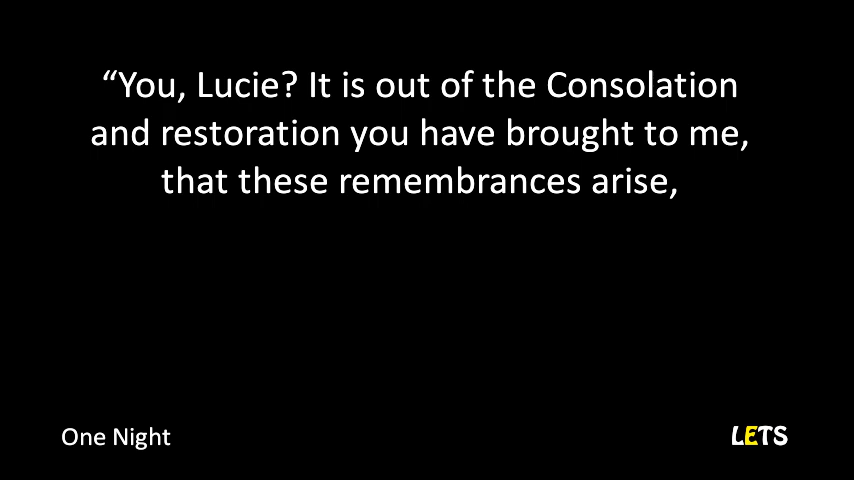 “You, Lucie? It is out of the Consolation
and restoration you have brought to me,
that these remembrances arise,
One Night
LETS